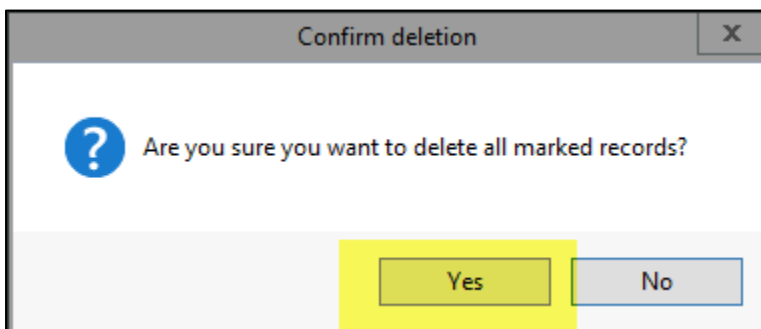 Confirm deletion
x
? Are you sure you want to delete all marked records?
Yes No